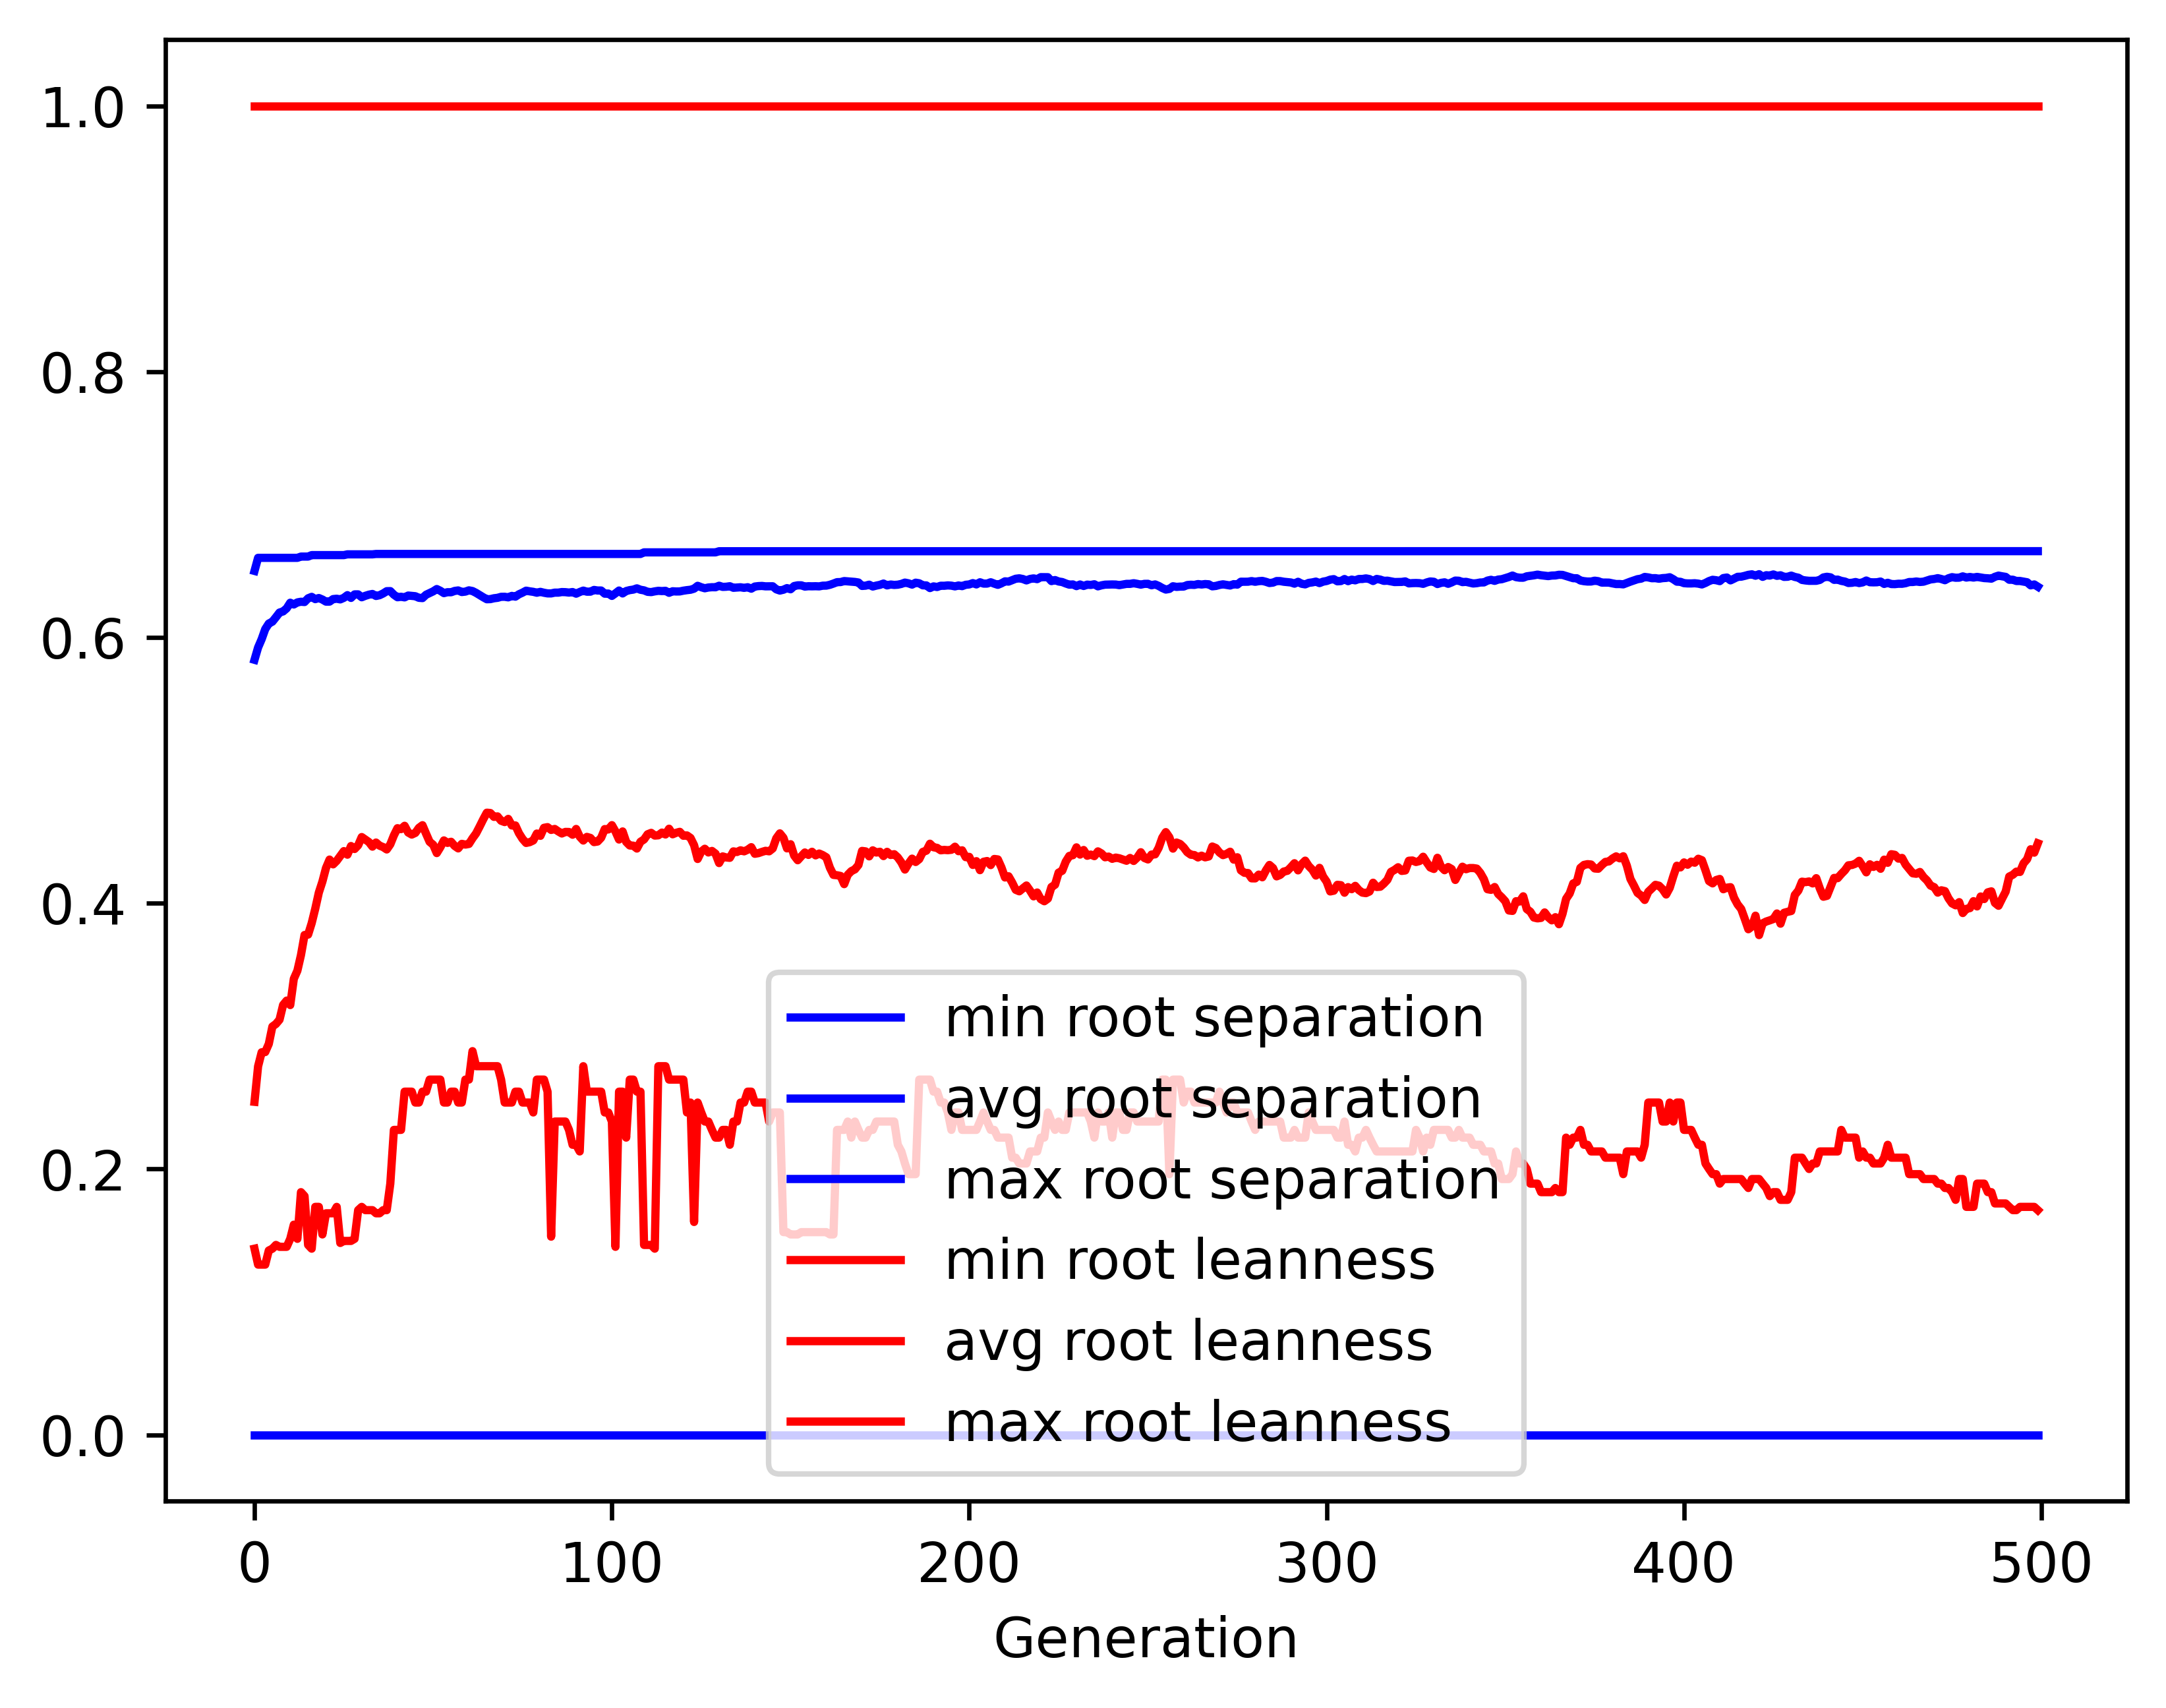 1.0
0.8
0.6
0.4
0.2
0.0
min root separation
avg root separation
max root separation
min root leanness
avg root leanness
max root leanness
0 100 200 300 400 500
Generation